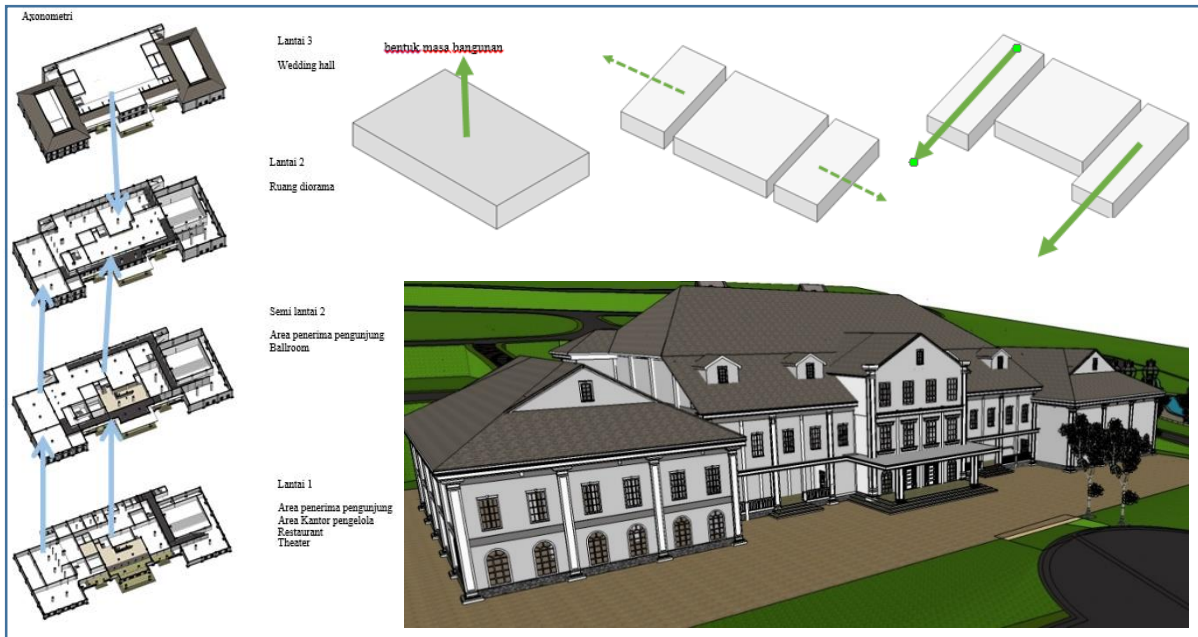 Axonometri
Lantai 3
Wedding hall
bentuk masa bangunan
Lantai 2
Ruang diorama
Semi lantai 2
Area penerima pengunjung
Ballroom
Lantai 1
Area penerima pengunjung
Area Kantor pengelola
Restaurant
Theater